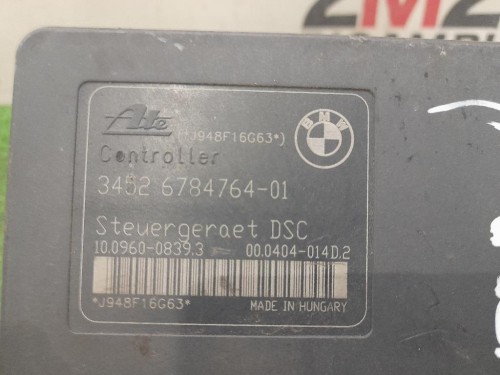 Ate (*J948F16G63*)
BMW
Controller
3452 6784764-01
Steuergeraet DSC
10.0960-0839.3 00.0404-014D.2
*J948F16G63*
MADE IN HUNGARY